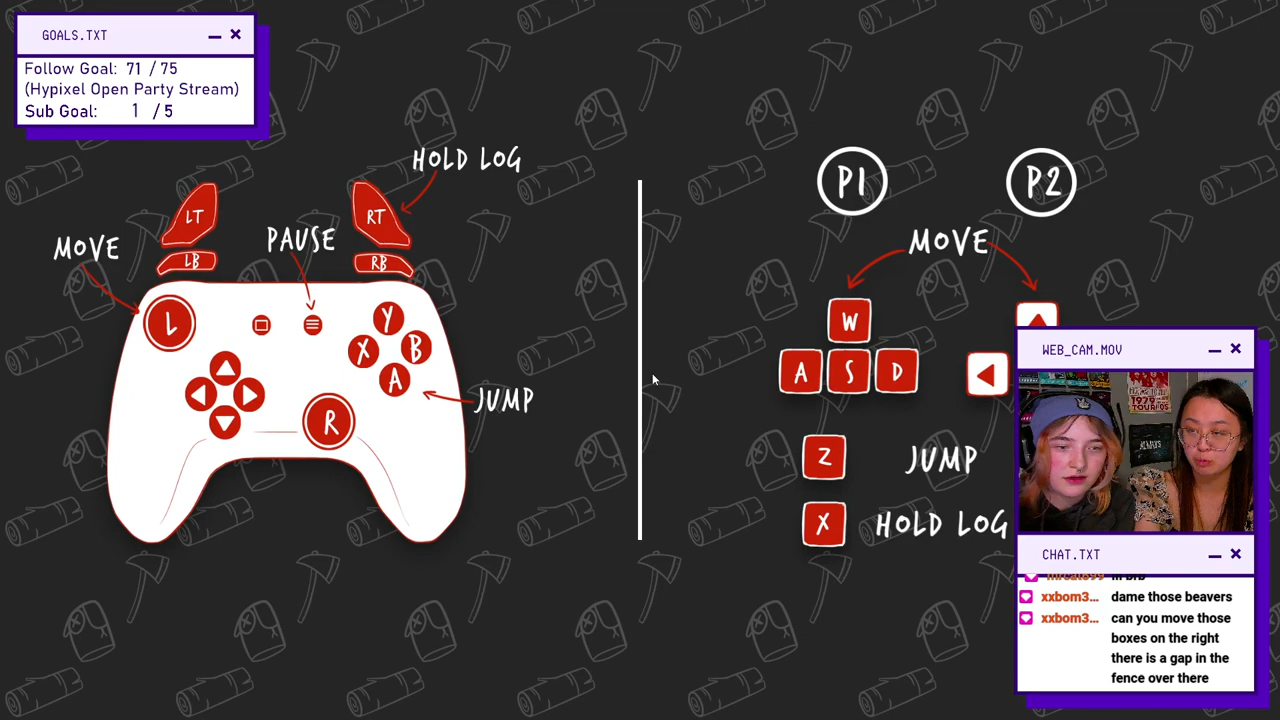 GOALS.TXT
Follow Goal: 71 / 75
(Hypixel Open Party Stream)
Sub Goal: 1 / 5
HOLD LOG
LT
RT
MOVE
PAUSE
LB
RB
L
Y
X
B
A
JUMP
R
P1
P2
MOVE
W
A
S
D
Z
JUMP
X
HOLD LOG
WEB_CAM.MOV
1979
TOUR
CHAT.TXT
xxbom3... dame those beavers
xxbom3... can you move those
boxes on the right
there is a gap in the
fence over there